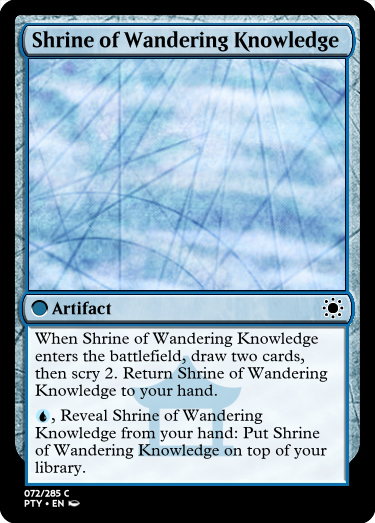 Shrine of Wandering Knowledge
Artifact
When Shrine of Wandering Knowledge
enters the battlefield, draw two cards,
then scry 2. Return Shrine of Wandering
Knowledge to your hand.
, Reveal Shrine of Wandering
Knowledge from your hand: Put Shrine
of Wandering Knowledge on top of your
library.
072/285 C
PTY • EN